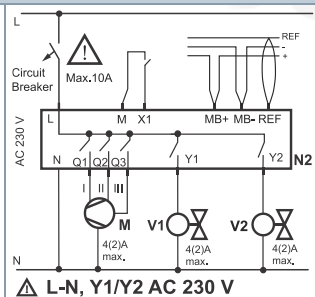 L
REF
-
+
Circuit
Breaker
Max.10A
AC 230 V
L M X1 MB+ MB- REF
N2
N Q1 Q2 Q3 Y1 Y2
I II III
M V1 V2
4(2)A
max.
4(2)A
max.
4(2)A
max.
N
L-N, Y1/Y2 AC 230 V